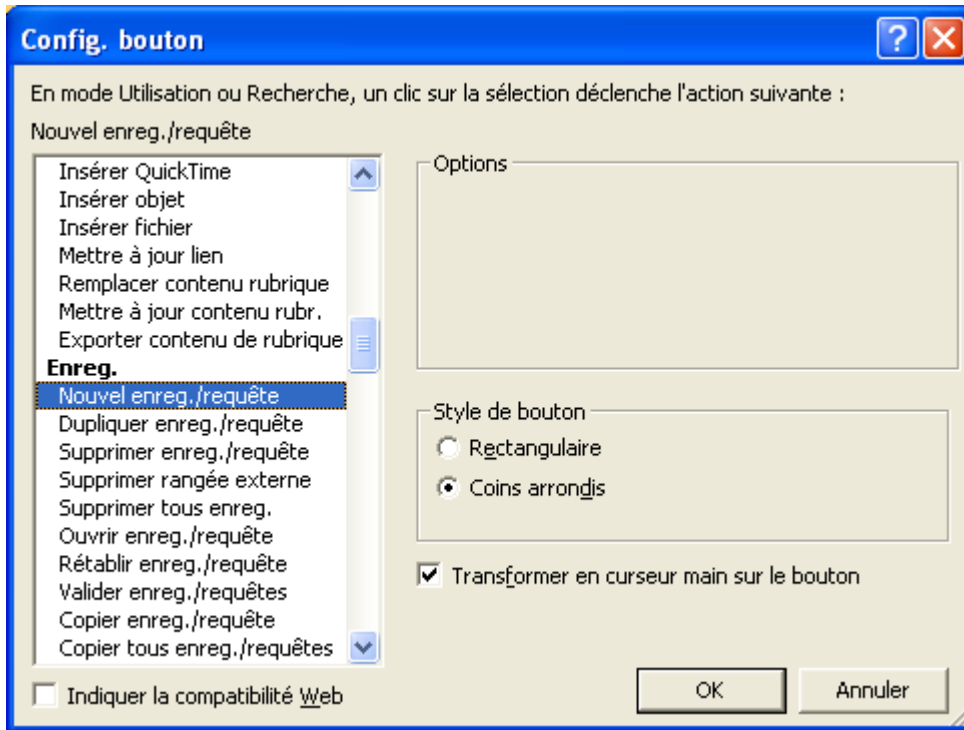 Config. bouton
En mode Utilisation ou Recherche, un clic sur la sélection déclenche l'action suivante :
Nouvel enreg./requête
Insérer QuickTime
Insérer objet
Insérer fichier
Mettre à jour lien
Remplacer contenu rubrique
Mettre à jour contenu rubr.
Exporter contenu de rubrique
Enreg.
Nouvel enreg./requête
Dupliquer enreg./requête
Supprimer enreg./requête
Supprimer rangée externe
Supprimer tous enreg.
Ouvrir enreg./requête
Rétablir enreg./requête
Valider enreg./requêtes
Copier enreg./requête
Copier tous enreg./requêtes
Indiquer la compatibilité Web
Options
Style de bouton
Rectangulaire
Coins arrondis
Transformer en curseur main sur le bouton
OK
Annuler